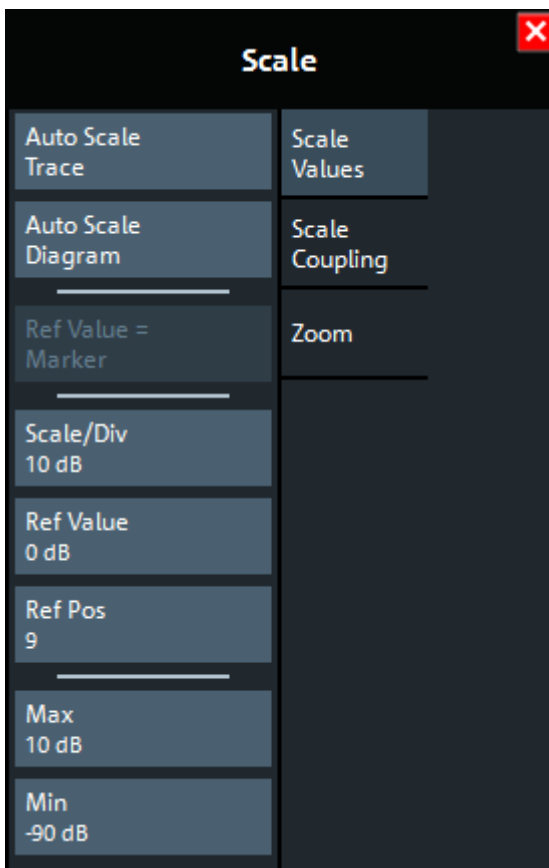 Scale
Auto Scale
Trace
Auto Scale
Diagram
Ref Value =
Marker
Scale/Div
10 dB
Ref Value
0 dB
Ref Pos
9
Max
10 dB
Min
-90 dB
Scale
Values
Scale
Coupling
Zoom